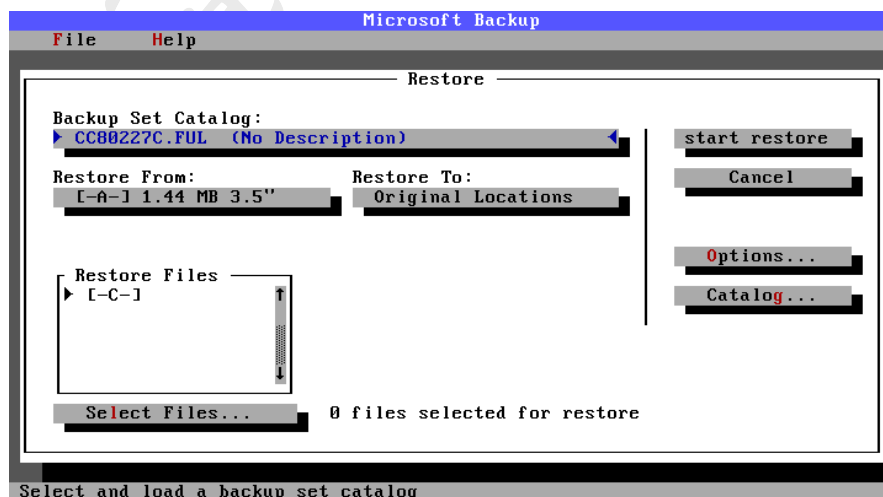 Microsoft Backup
File Help
Restore
Backup Set Catalog:
CC80227C.FUL (No Description)
start restore
Restore From: Restore To:
[-A-] 1.44 MB 3.5" Original Locations
Cancel
Options...
Restore Files
[-C-]
Catalog...
Select Files... 0 files selected for restore
Select and load a backup set catalog